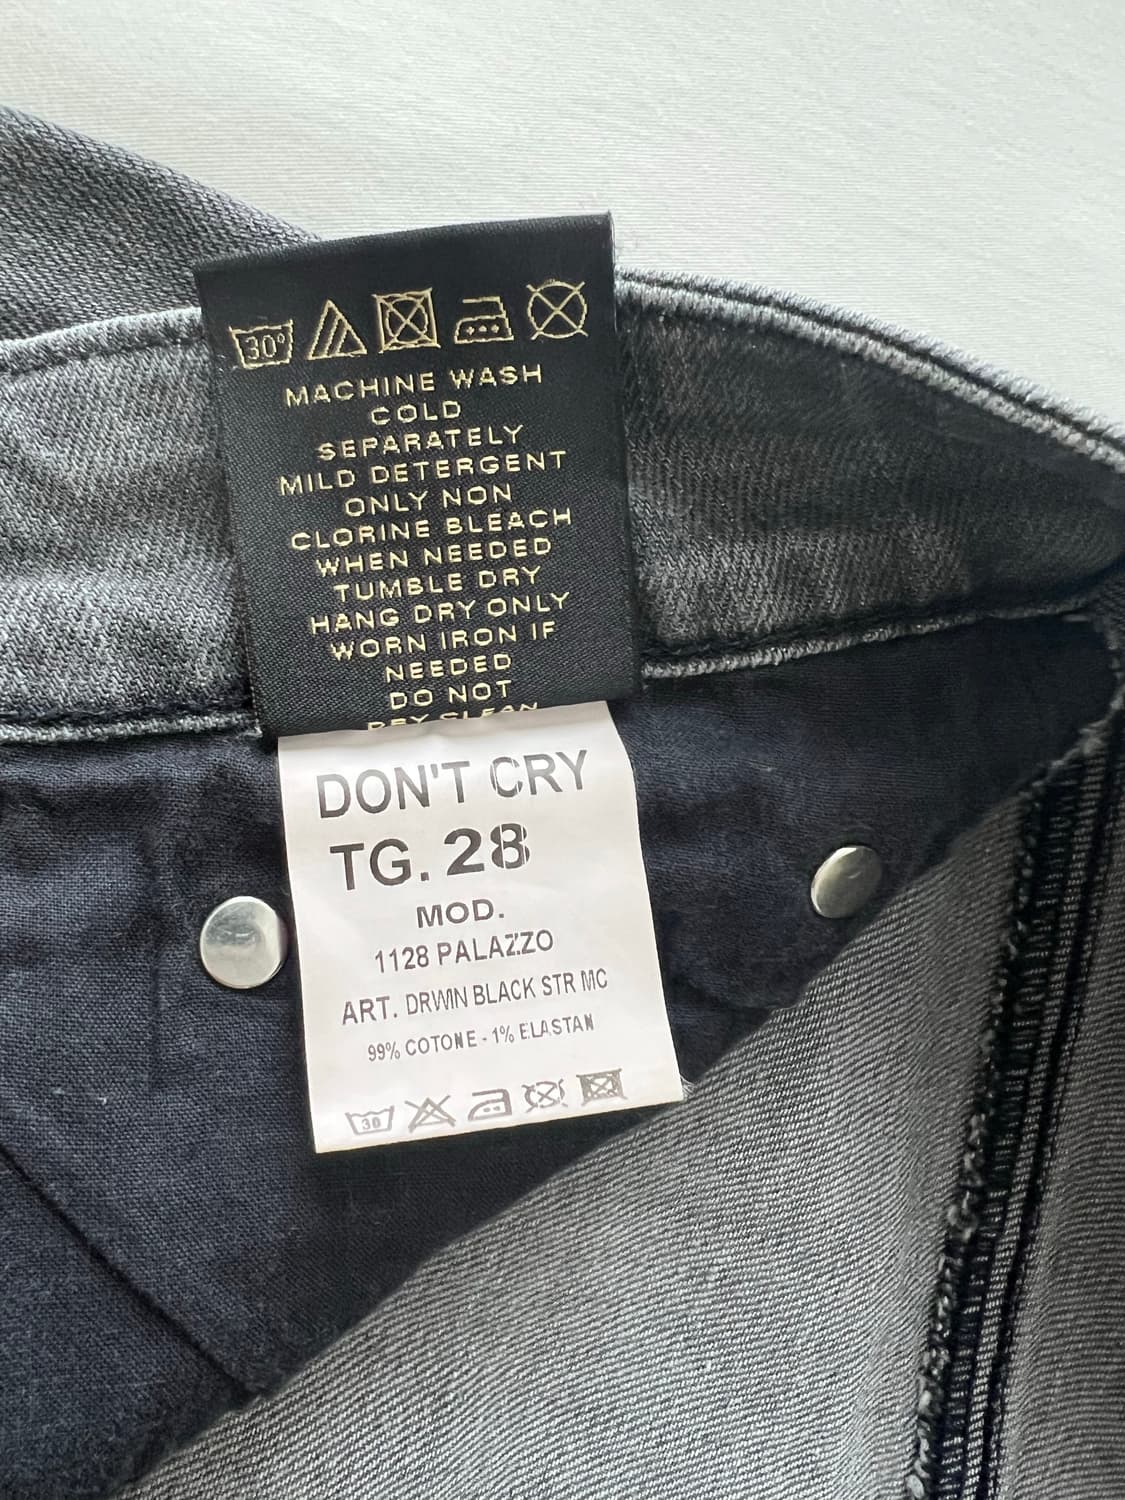 30°
MACHINE WASH
COLD
SEPARATELY
MILD DETERGENT
ONLY NON
CLORINE BLEACH
WHEN NEEDED
TUMBLE DRY
HANG DRY ONLY
WORN IRON IF
NEEDED
DO NOT
DRY CLEAN
DON'T CRY
TG. 28
MOD.
1128 PALAZZO
ART. DRWIN BLACK STR MC
99% COTONE - 1% ELASTAN
30